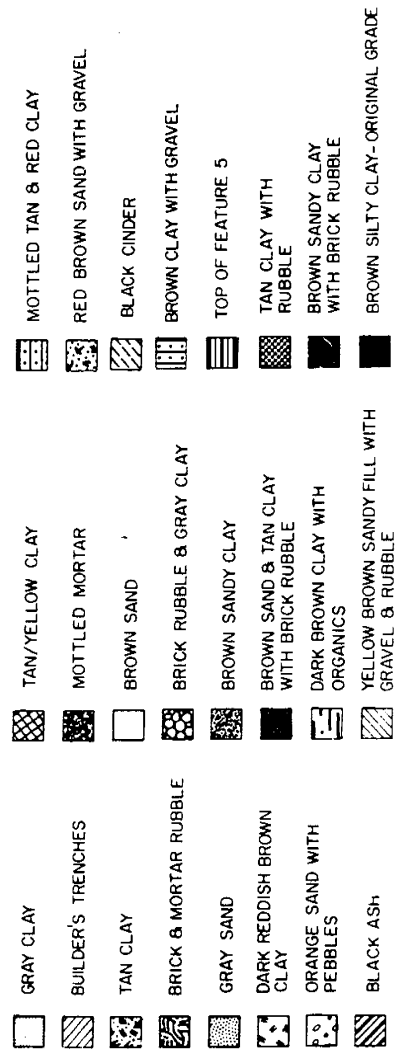 GRAY CLAY
BUILDER'S TRENCHES
TAN CLAY
BRICK & MORTAR RUBBLE
GRAY SAND
DARK REDDISH BROWN
CLAY
ORANGE SAND WITH
PEBBLES
BLACK ASH
TAN/YELLOW CLAY
MOTTLED MORTAR
BROWN SAND
BRICK RUBBLE & GRAY CLAY
BROWN SANDY CLAY
BROWN SAND & TAN CLAY
WITH BRICK RUBBLE
DARK BROWN CLAY WITH
ORGANICS
YELLOW BROWN SANDY FILL WITH
GRAVEL & RUBBLE
MOTTLED TAN & RED CLAY
RED BROWN SAND WITH GRAVEL
BLACK CINDER
BROWN CLAY WITH GRAVEL
TOP OF FEATURE 5
TAN CLAY WITH
RUBBLE
BROWN SANDY CLAY
WITH BRICK RUBBLE
BROWN SILTY CLAY-ORIGINAL GRADE